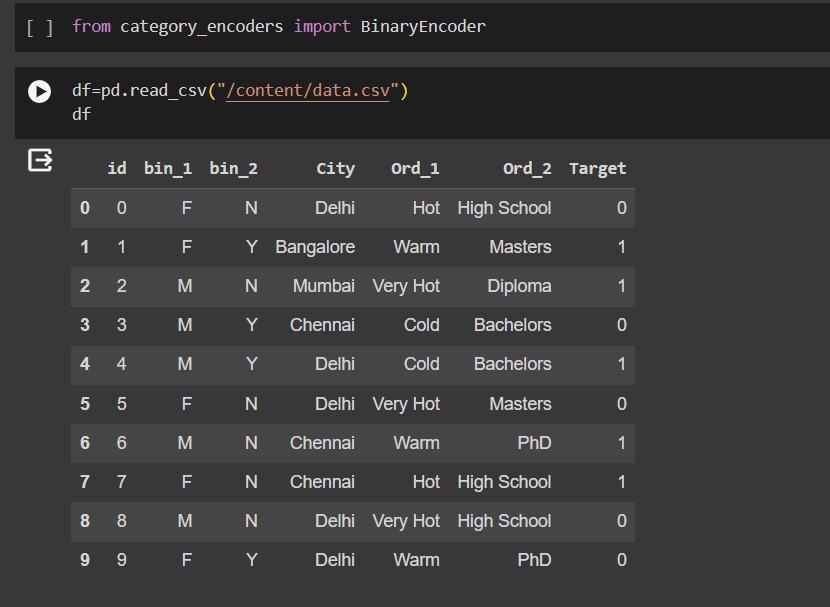 [ ] from category_encoders import BinaryEncoder
df=pd.read_csv("/content/data.csv")
df
id bin_1 bin_2 City Ord_1 Ord_2 Target
0 0 F N Delhi Hot High School 0
1 1 F Y Bangalore Warm Masters 1
2 2 M N Mumbai Very Hot Diploma 1
3 3 M Y Chennai Cold Bachelors 0
4 4 M Y Delhi Cold Bachelors 1
5 5 F N Delhi Very Hot Masters 0
6 6 M N Chennai Warm PhD 1
7 7 F N Chennai Hot High School 1
8 8 M N Delhi Very Hot High School 0
9 9 F Y Delhi Warm PhD 0